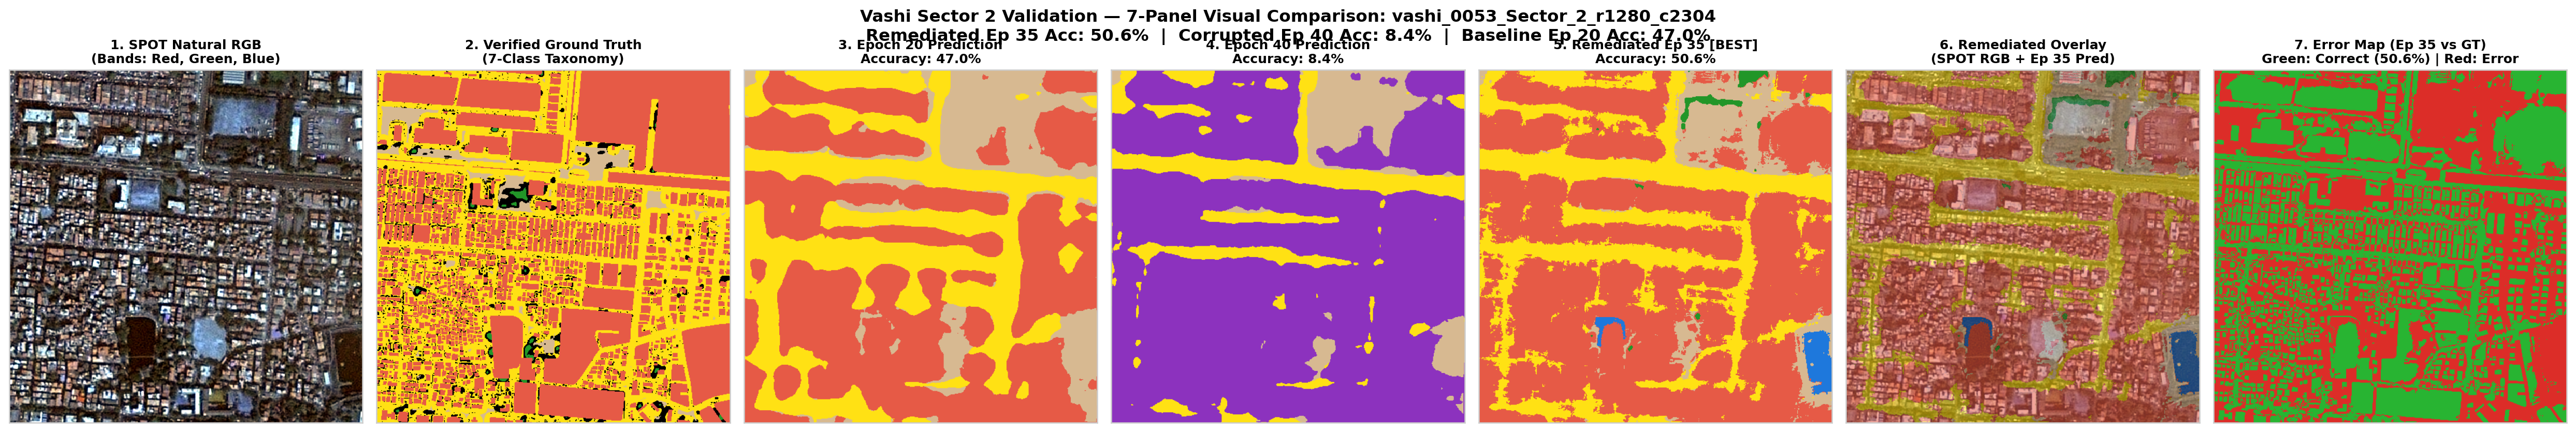 Vashi Sector 2 Validation — 7-Panel Visual Comparison: vashi_0053_Sector_2_r1280_c2304
Remediated Ep 35 Acc: 50.6%  |  Corrupted Ep 40 Acc: 8.4%  |  Baseline Ep 20 Acc: 47.0%
1. SPOT Natural RGB
(Bands: Red, Green, Blue)
2. Verified Ground Truth
(7-Class Taxonomy)
3. Epoch 20 Prediction
Accuracy: 47.0%
4. Epoch 40 Prediction
Accuracy: 8.4%
5. Remediated Ep 35 [BEST]
Accuracy: 50.6%
6. Remediated Overlay
(SPOT RGB + Ep 35 Pred)
7. Error Map (Ep 35 vs GT)
Green: Correct (50.6%) | Red: Error